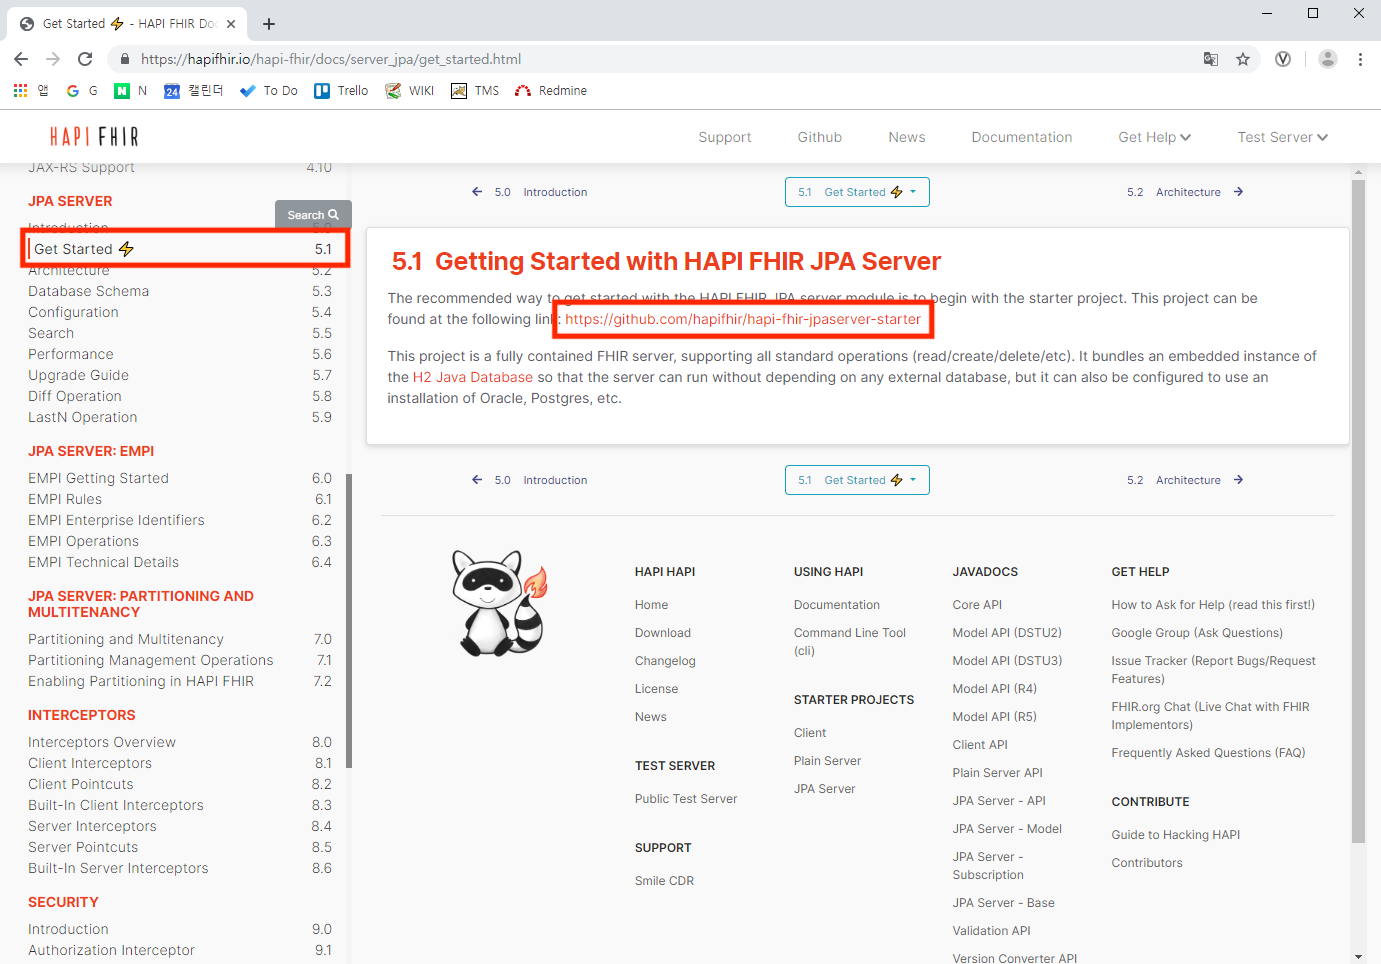 Get Started ⚡ - HAPI FHIR Doc
https://hapifhir.io/hapi-fhir/docs/server_jpa/get_started.html
앱 G N 24 캘린더 To Do Trello WIKI TMS Redmine
HAPI FHIR
Support Github News Documentation Get Help Test Server
JAX-RS Support 4.10
JPA SERVER
Search
Introduction 5.0
Get Started ⚡ 5.1
Architecture 5.2
Database Schema 5.3
Configuration 5.4
Search 5.5
Performance 5.6
Upgrade Guide 5.7
Diff Operation 5.8
LastN Operation 5.9
JPA SERVER: EMPI
EMPI Getting Started 6.0
EMPI Rules 6.1
EMPI Enterprise Identifiers 6.2
EMPI Operations 6.3
EMPI Technical Details 6.4
JPA SERVER: PARTITIONING AND
MULTITENANCY
Partitioning and Multitenancy 7.0
Partitioning Management Operations 7.1
Enabling Partitioning in HAPI FHIR 7.2
INTERCEPTORS
Interceptors Overview 8.0
Client Interceptors 8.1
Client Pointcuts 8.2
Built-In Client Interceptors 8.3
Server Interceptors 8.4
Server Pointcuts 8.5
Built-In Server Interceptors 8.6
SECURITY
Introduction 9.0
Authorization Interceptor 9.1
← 5.0 Introduction
5.1 Get Started ⚡
5.2 Architecture →
5.1 Getting Started with HAPI FHIR JPA Server
The recommended way to get started with the HAPI FHIR JPA server module is to begin with the starter project. This project can be
found at the following link: https://github.com/hapifhir/hapi-fhir-jpaserver-starter
This project is a fully contained FHIR server, supporting all standard operations (read/create/delete/etc). It bundles an embedded instance of
the H2 Java Database so that the server can run without depending on any external database, but it can also be configured to use an
installation of Oracle, Postgres, etc.
← 5.0 Introduction
5.1 Get Started ⚡
5.2 Architecture →
HAPI HAPI
Home
Download
Changelog
License
News
TEST SERVER
Public Test Server
SUPPORT
Smile CDR
USING HAPI
Documentation
Command Line Tool
(cli)
STARTER PROJECTS
Client
Plain Server
JPA Server
JAVADOCS
Core API
Model API (DSTU2)
Model API (DSTU3)
Model API (R4)
Model API (R5)
Client API
Plain Server API
JPA Server - API
JPA Server - Model
JPA Server -
Subscription
JPA Server - Base
Validation API
Version Converter API
GET HELP
How to Ask for Help (read this first!)
Google Group (Ask Questions)
Issue Tracker (Report Bugs/Request
Features)
FHIR.org Chat (Live Chat with FHIR
Implementors)
Frequently Asked Questions (FAQ)
CONTRIBUTE
Guide to Hacking HAPI
Contributors